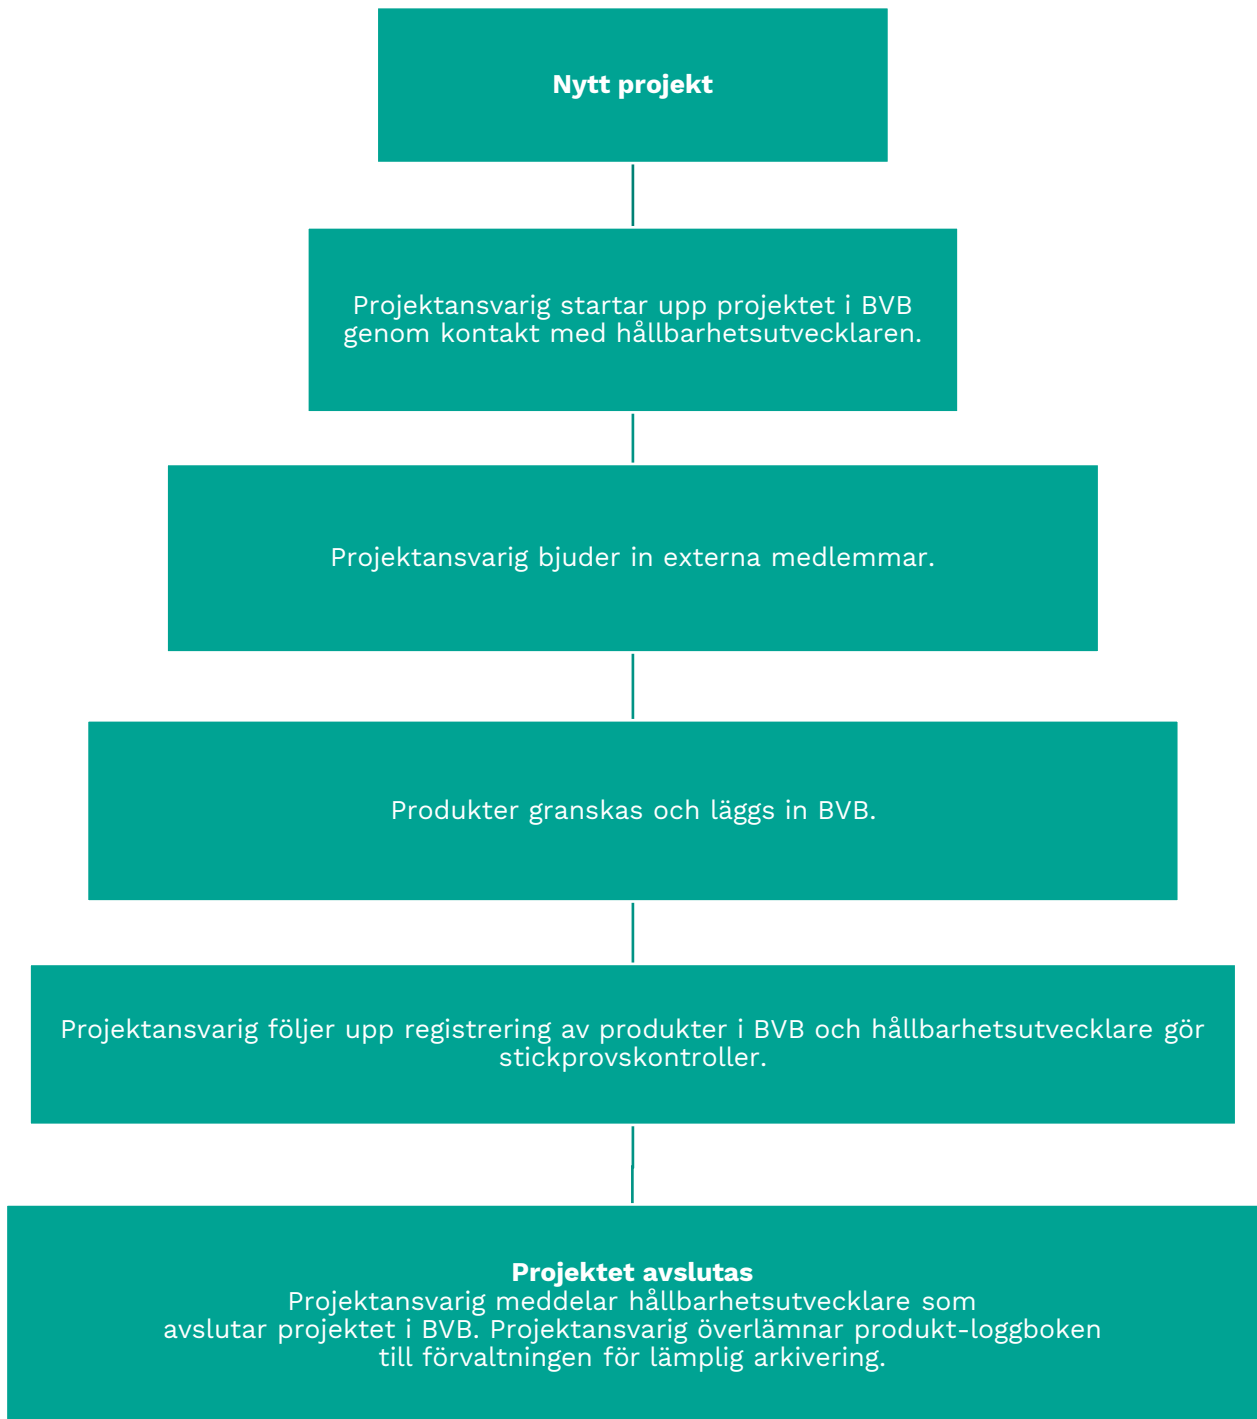 Nytt projekt
Projektansvarig startar upp projektet i BVB
genom kontakt med hållbarhetsutvecklaren.
Projektansvarig bjuder in externa medlemmar.
Produkter granskas och läggs in BVB.
Projektansvarig följer upp registrering av produkter i BVB och hållbarhetsutvecklare gör
stickprovskontroller.
Projektet avslutas
Projektansvarig meddelar hållbarhetsutvecklare som
avslutar projektet i BVB. Projektansvarig överlämnar produkt-loggboken
till förvaltningen för lämplig arkivering.